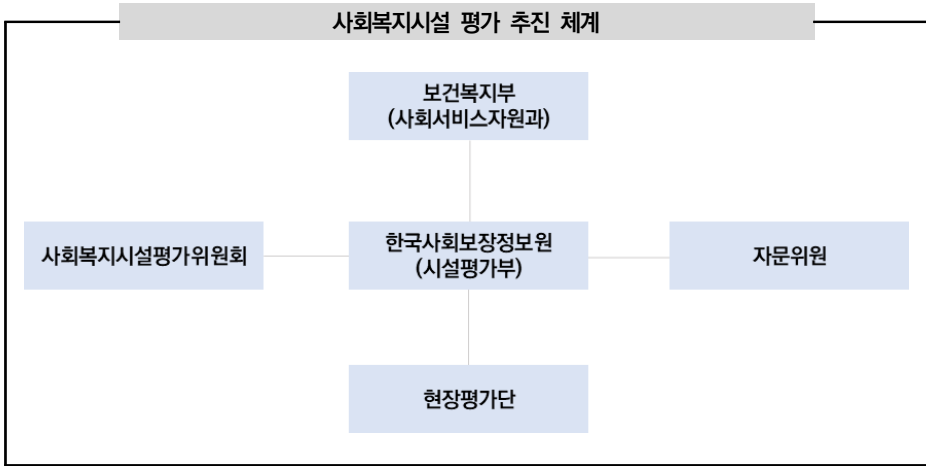 사회복지시설 평가 추진 체계
보건복지부
(사회서비스자원과)
사회복지시설평가위원회
한국사회보장정보원
(시설평가부)
자문위원
현장평가단